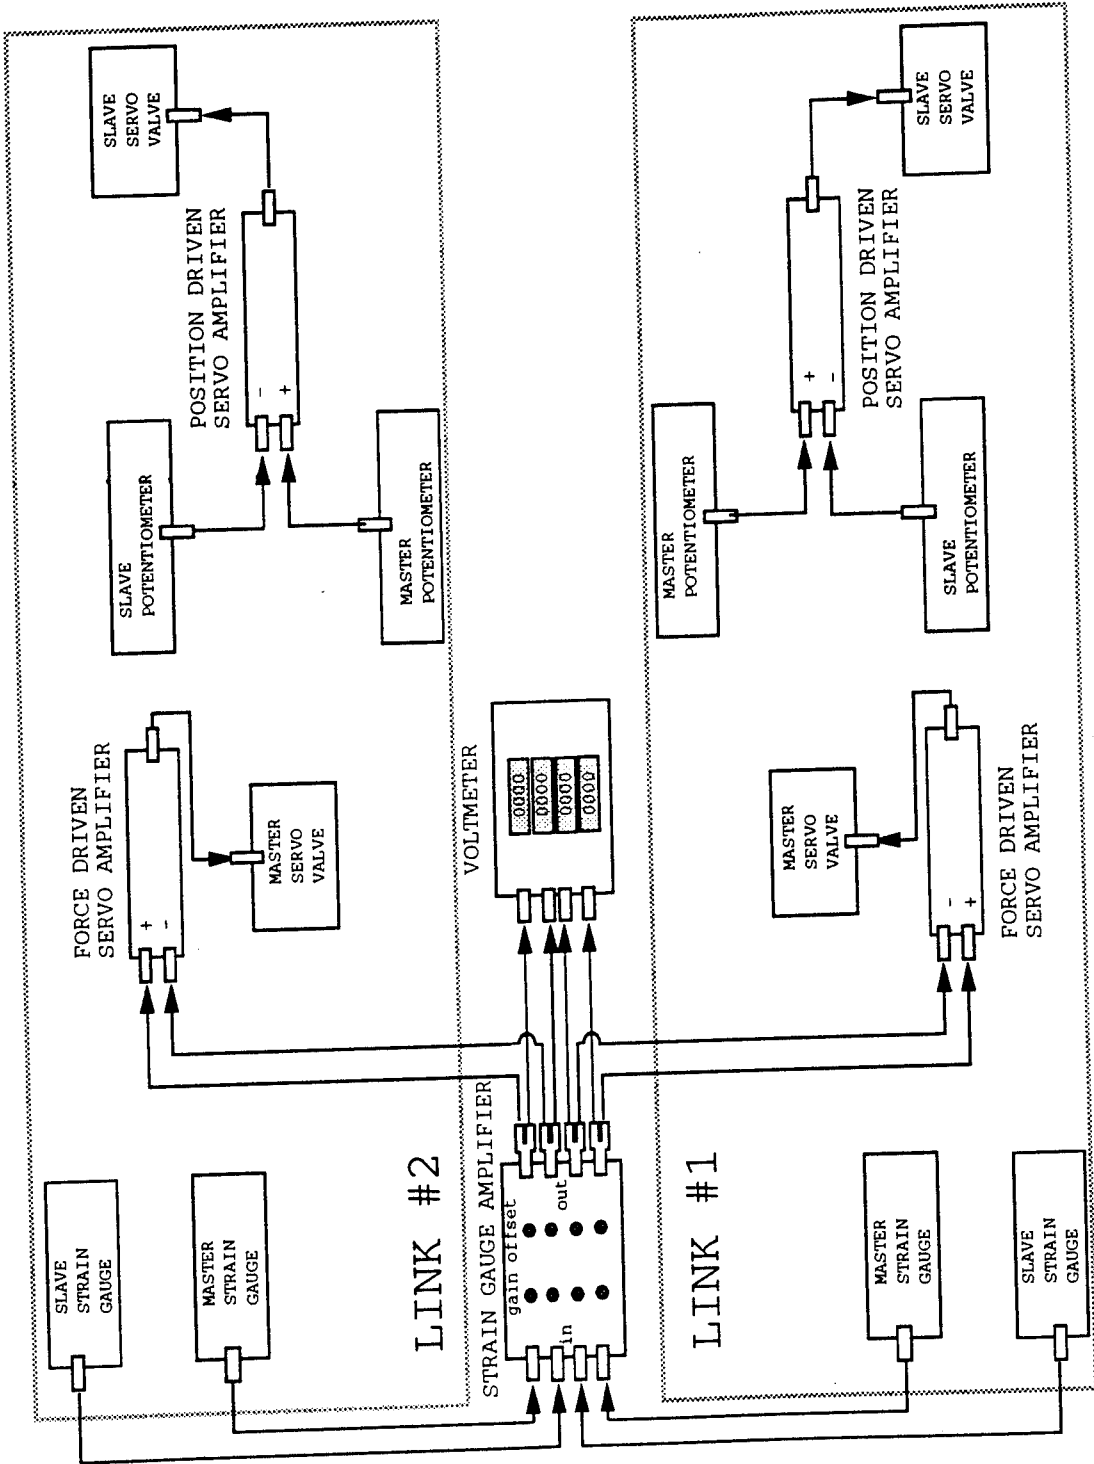 SLAVE
STRAIN
GAUGE
MASTER
STRAIN
GAUGE
LINK #2
FORCE DRIVEN
SERVO AMPLIFIER
+
-
MASTER
SERVO
VALVE
SLAVE
POTENTIOMETER
MASTER
POTENTIOMETER
POSITION DRIVEN
SERVO AMPLIFIER
-
+
SLAVE
SERVO
VALVE
STRAIN GAUGE AMPLIFIER
gain offset
in
out
VOLTMETER
0000
0000
0000
0000
LINK #1
MASTER
STRAIN
GAUGE
SLAVE
STRAIN
GAUGE
MASTER
SERVO
VALVE
-
+
FORCE DRIVEN
SERVO AMPLIFIER
MASTER
POTENTIOMETER
SLAVE
POTENTIOMETER
+
-
POSITION DRIVEN
SERVO AMPLIFIER
SLAVE
SERVO
VALVE